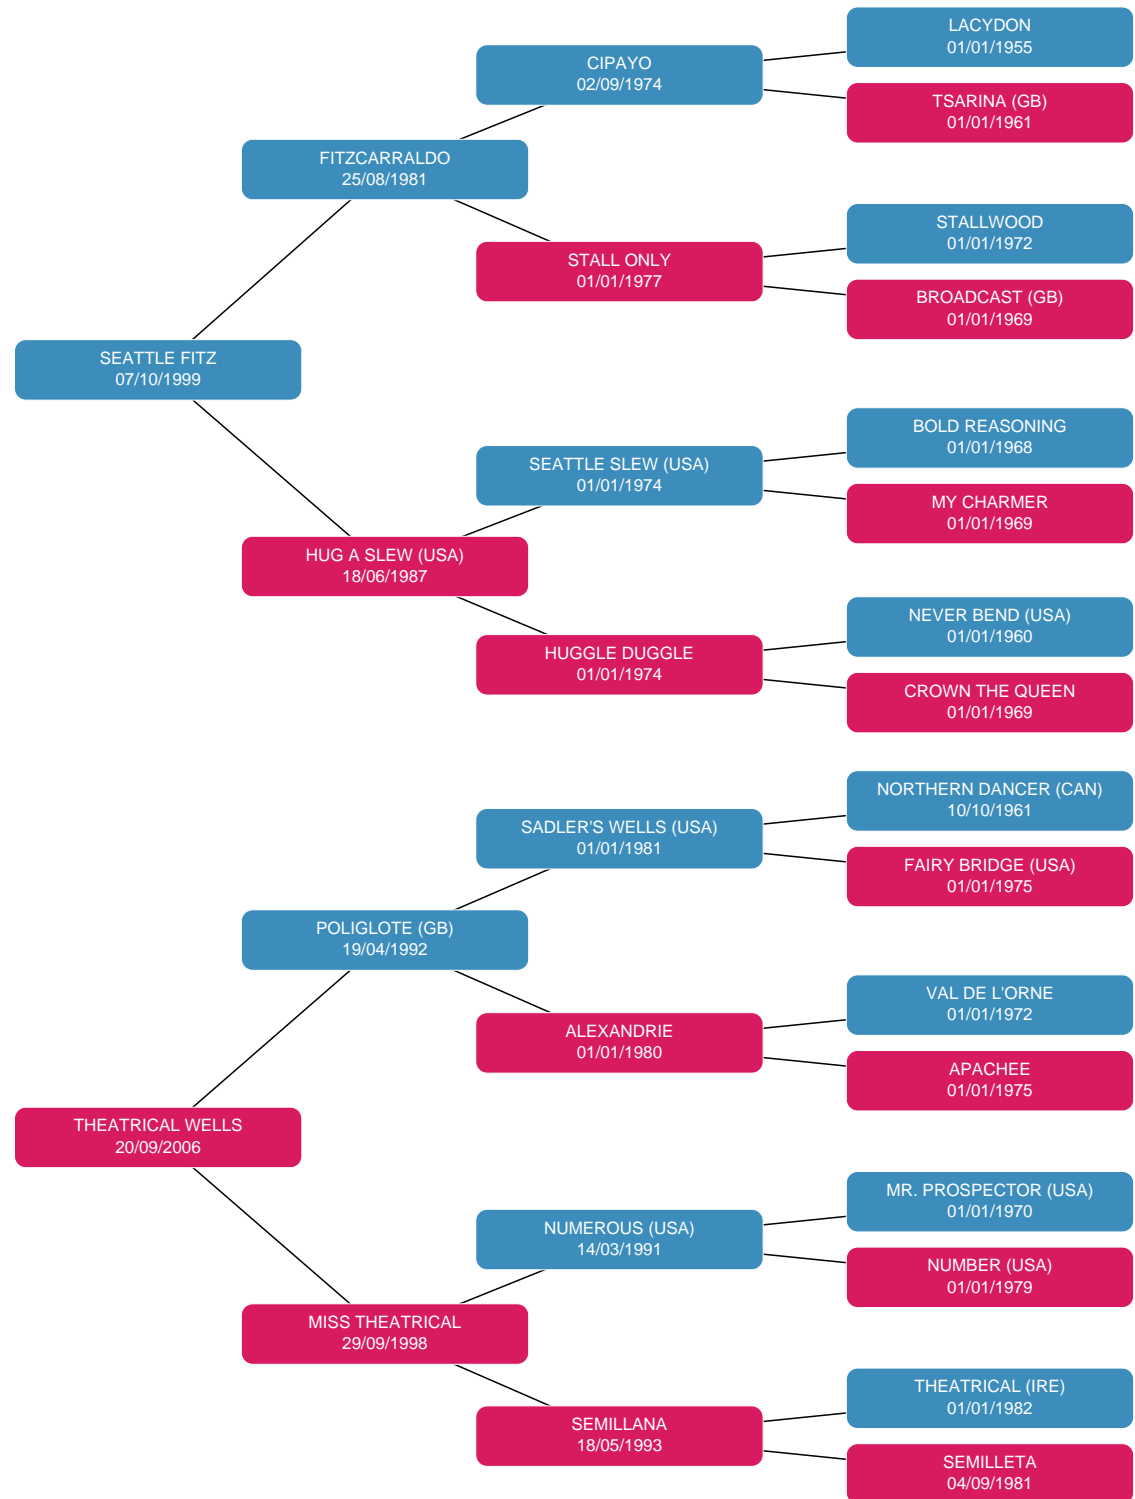 LACYDON
01/01/1955
CIPAYO
02/09/1974
TSARINA (GB)
01/01/1961
FITZCARRALDO
25/08/1981
STALLWOOD
01/01/1972
STALL ONLY
01/01/1977
BROADCAST (GB)
01/01/1969
SEATTLE FITZ
07/10/1999
BOLD REASONING
01/01/1968
SEATTLE SLEW (USA)
01/01/1974
MY CHARMER
01/01/1969
HUG A SLEW (USA)
18/06/1987
NEVER BEND (USA)
01/01/1960
HUGGLE DUGGLE
01/01/1974
CROWN THE QUEEN
01/01/1969
NORTHERN DANCER (CAN)
10/10/1961
SADLER'S WELLS (USA)
01/01/1981
FAIRY BRIDGE (USA)
01/01/1975
POLIGLOTE (GB)
19/04/1992
VAL DE L'ORNE
01/01/1972
ALEXANDRIE
01/01/1980
APACHEE
01/01/1975
THEATRICAL WELLS
20/09/2006
MR. PROSPECTOR (USA)
01/01/1970
NUMEROUS (USA)
14/03/1991
NUMBER (USA)
01/01/1979
MISS THEATRICAL
29/09/1998
THEATRICAL (IRE)
01/01/1982
SEMILLANA
18/05/1993
SEMILLETA
04/09/1981